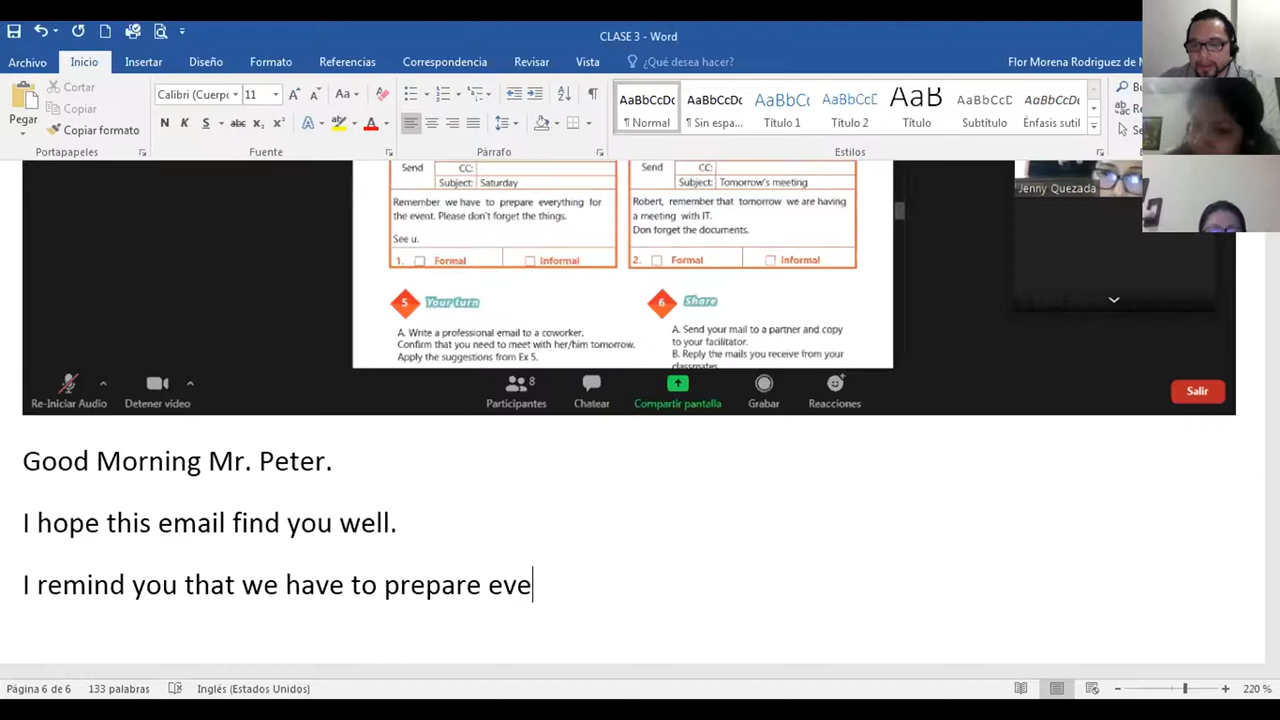 CLASE 3 - Word
Archivo Inicio Insertar Diseño Formato Referencias Correspondencia Revisar Vista ¿Qué desea hacer? Flor Morena Rodriguez de M
Pegar
Cortar
Copiar
Copiar formato
Portapapeles
Calibri (Cuerpo 11
Fuente
Párrafo
AaBbCcDc AaBbCcDc AaBbCc AaBbCcD AaB AaBbCcD AaBbCcDc
¶ Normal ¶ Sin espa... Título 1 Título 2 Título Subtítulo Énfasis sutil
Estilos
Send
CC:
Subject: Saturday
Remember we have to prepare everything for
the event. Please don't forget the things.
See u.
1. Formal Informal
Send
CC:
Subject: Tomorrow's meeting
Robert, remember that tomorrow we are having
a meeting with IT.
Don forget the documents.
2. Formal Informal
Jenny Quezada
5 Your turn
A. Write a professional email to a coworker.
Confirm that you need to meet with her/him tomorrow.
Apply the suggestions from Ex 5.
6 Share
A. Send your mail to a partner and copy
to your facilitator.
B. Reply the mails you receive from your
classmates
Re-Iniciar Audio Detener video Participantes 8 Chatear Compartir pantalla Grabar Reacciones Salir
Good Morning Mr. Peter.
I hope this email find you well.
I remind you that we have to prepare eve
Página 6 de 6 133 palabras Inglés (Estados Unidos) 220 %